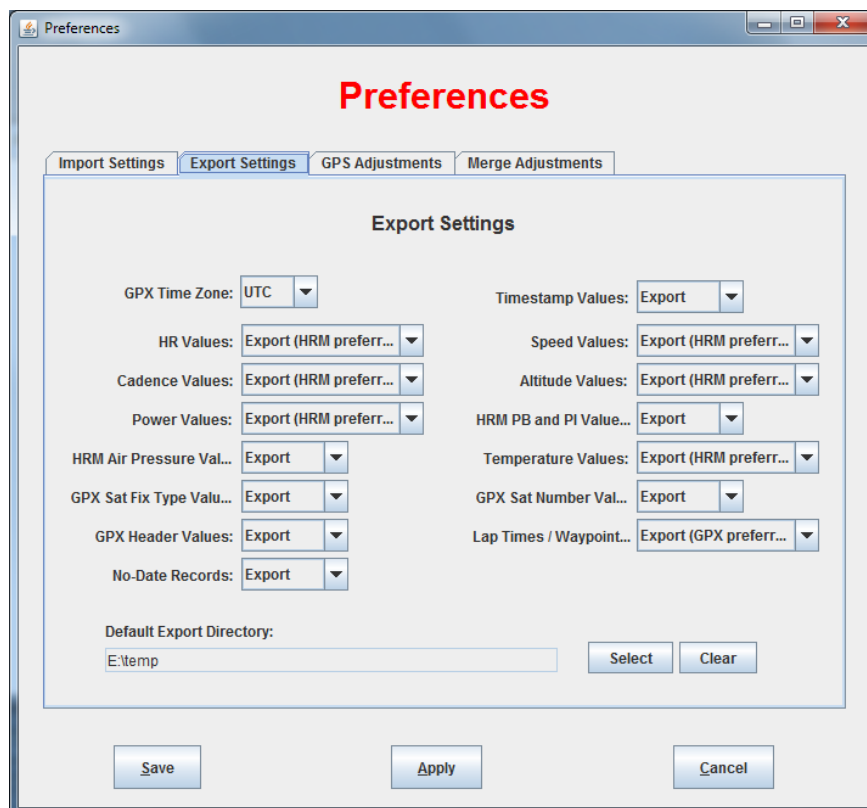 Preferences
Preferences
Import Settings Export Settings GPS Adjustments Merge Adjustments
Export Settings
GPX Time Zone: UTC Timestamp Values: Export
HR Values: Export (HRM preferr... Speed Values: Export (HRM preferr...
Cadence Values: Export (HRM preferr... Altitude Values: Export (HRM preferr...
Power Values: Export (HRM preferr... HRM PB and PI Value... Export
HRM Air Pressure Val... Export Temperature Values: Export (HRM preferr...
GPX Sat Fix Type Valu... Export GPX Sat Number Val... Export
GPX Header Values: Export Lap Times / Waypoint... Export (GPX preferr...
No-Date Records: Export
Default Export Directory:
E:\temp Select Clear
Save Apply Cancel